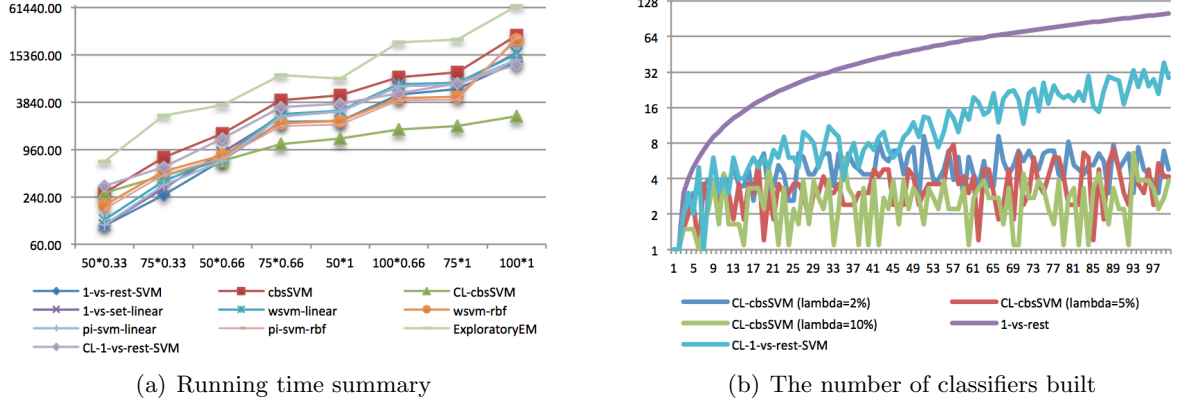 61440.00
15360.00
3840.00
960.00
240.00
60.00
50*0.33 75*0.33 50*0.66 75*0.66 50*1 100*0.66 75*1 100*1
1-vs-rest-SVM cbsSVM CL-cbsSVM
1-vs-set-linear wsvm-linear wsvm-rbf
pi-svm-linear pi-svm-rbf ExploratoryEM
CL-1-vs-rest-SVM
(a) Running time summary
128
64
32
16
8
4
2
1
1 5 9 13 17 21 25 29 33 37 41 45 49 53 57 61 65 69 73 77 81 85 89 93 97
CL-cbsSVM (lambda=2%) CL-cbsSVM (lambda=5%)
CL-cbsSVM (lambda=10%) 1-vs-rest
CL-1-vs-rest-SVM
(b) The number of classifiers built